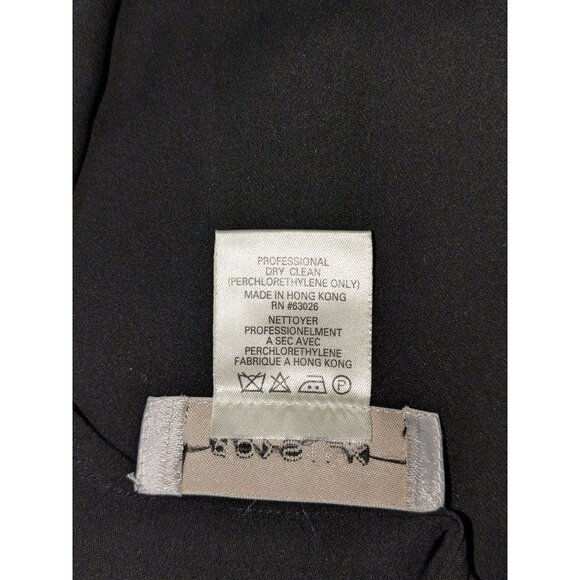 PROFESSIONAL
DRY CLEAN
(PERCHLORETHYLENE ONLY)
MADE IN HONG KONG
RN #63026
NETTOYER
PROFESSIONELMENT
A SEC AVEC
PERCHLORETHYLENE
FABRIQUE A HONG KONG
P